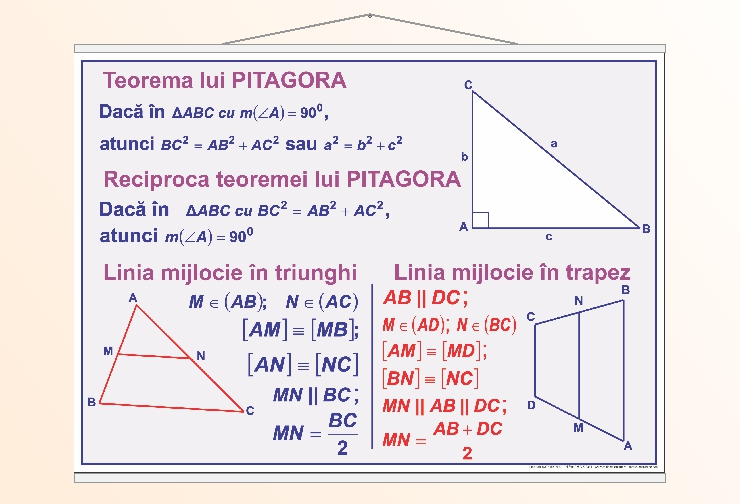 Teorema lui PITAGORA
Dacă în ΔABC cu m(∠A) = 90⁰,
atunci BC² = AB² + AC² sau a² = b² + c²
C
a
b
A
c
B
Reciproca teoremei lui PITAGORA
Dacă în ΔABC cu BC² = AB² + AC²,
atunci m(∠A) = 90⁰
Linia mijlocie în triunghi
A
M
N
B
C
M ∈ (AB); N ∈ (AC)
[AM] ≡ [MB];
[AN] ≡ [NC]
MN || BC;
MN = BC
2
Linia mijlocie în trapez
AB || DC;
M ∈ (AD); N ∈ (BC)
[AM] ≡ [MD];
[BN] ≡ [NC]
MN || AB || DC;
MN = AB + DC
2
B
N
C
D
M
A